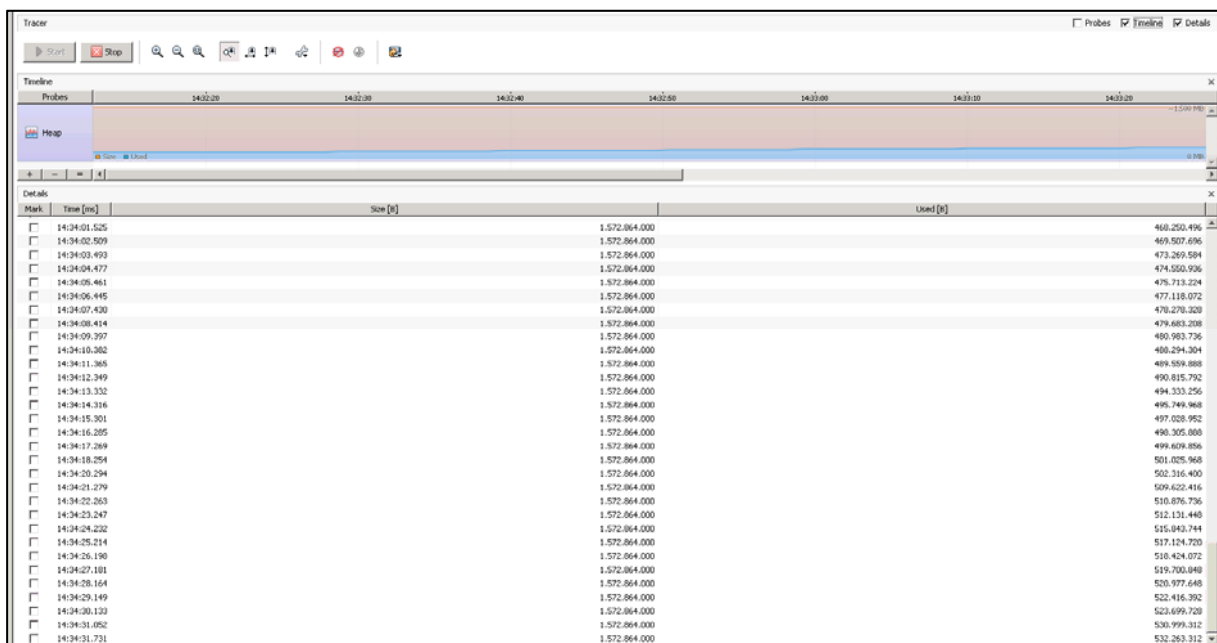 Tracer Probes Timeline Details
Start Stop
Timeline
Probes 14:32:20 14:32:30 14:32:40 14:32:50 14:33:00 14:33:10 14:33:20
~1.500 MB
Heap
Size Used 0 MB
Details
Mark Time [ms] Size [B] Used [B]
14:34:01.525 1.572.864.000 468.250.496
14:34:02.509 1.572.864.000 469.507.696
14:34:03.493 1.572.864.000 473.269.584
14:34:04.477 1.572.864.000 474.550.936
14:34:05.461 1.572.864.000 475.713.224
14:34:06.445 1.572.864.000 477.118.072
14:34:07.430 1.572.864.000 478.278.328
14:34:08.414 1.572.864.000 479.683.208
14:34:09.397 1.572.864.000 480.983.736
14:34:10.382 1.572.864.000 488.294.304
14:34:11.365 1.572.864.000 489.559.888
14:34:12.349 1.572.864.000 490.815.792
14:34:13.332 1.572.864.000 494.333.256
14:34:14.316 1.572.864.000 495.749.968
14:34:15.301 1.572.864.000 497.028.952
14:34:16.285 1.572.864.000 498.305.888
14:34:17.269 1.572.864.000 499.609.856
14:34:18.254 1.572.864.000 501.025.968
14:34:20.294 1.572.864.000 502.316.400
14:34:21.279 1.572.864.000 509.622.416
14:34:22.263 1.572.864.000 510.876.736
14:34:23.247 1.572.864.000 512.131.448
14:34:24.232 1.572.864.000 515.843.744
14:34:25.214 1.572.864.000 517.124.720
14:34:26.198 1.572.864.000 518.424.072
14:34:27.181 1.572.864.000 519.700.848
14:34:28.164 1.572.864.000 520.977.648
14:34:29.149 1.572.864.000 522.416.392
14:34:30.133 1.572.864.000 523.699.728
14:34:31.052 1.572.864.000 530.999.312
14:34:31.731 1.572.864.000 532.263.312